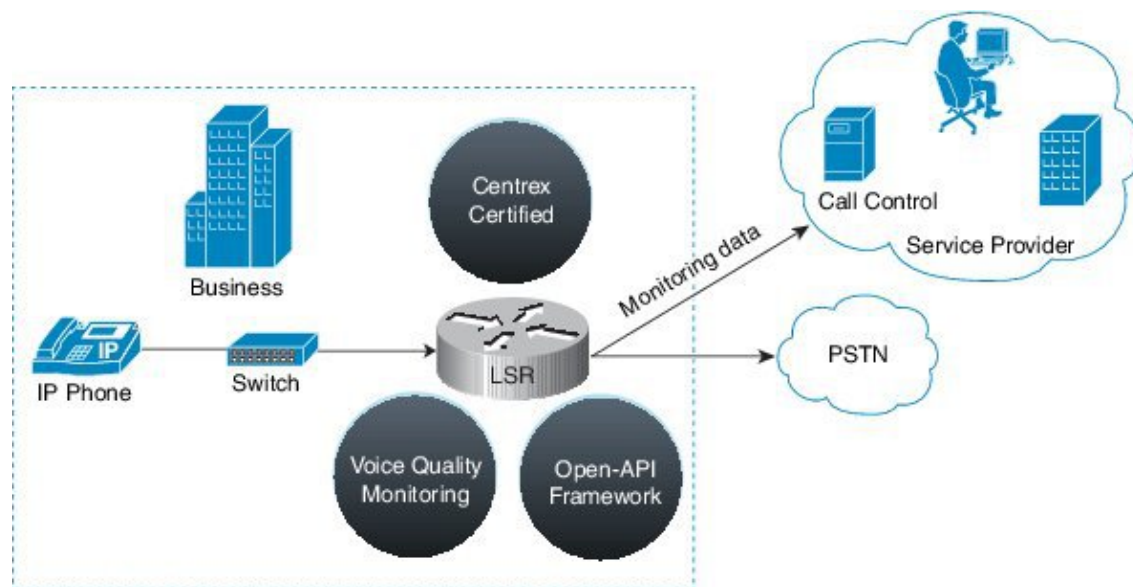 Centrex
Certified
Call Control
Service Provider
Monitoring data
Business
IP
IP Phone
Switch
LSR
PSTN
Voice Quality
Monitoring
Open-API
Framework